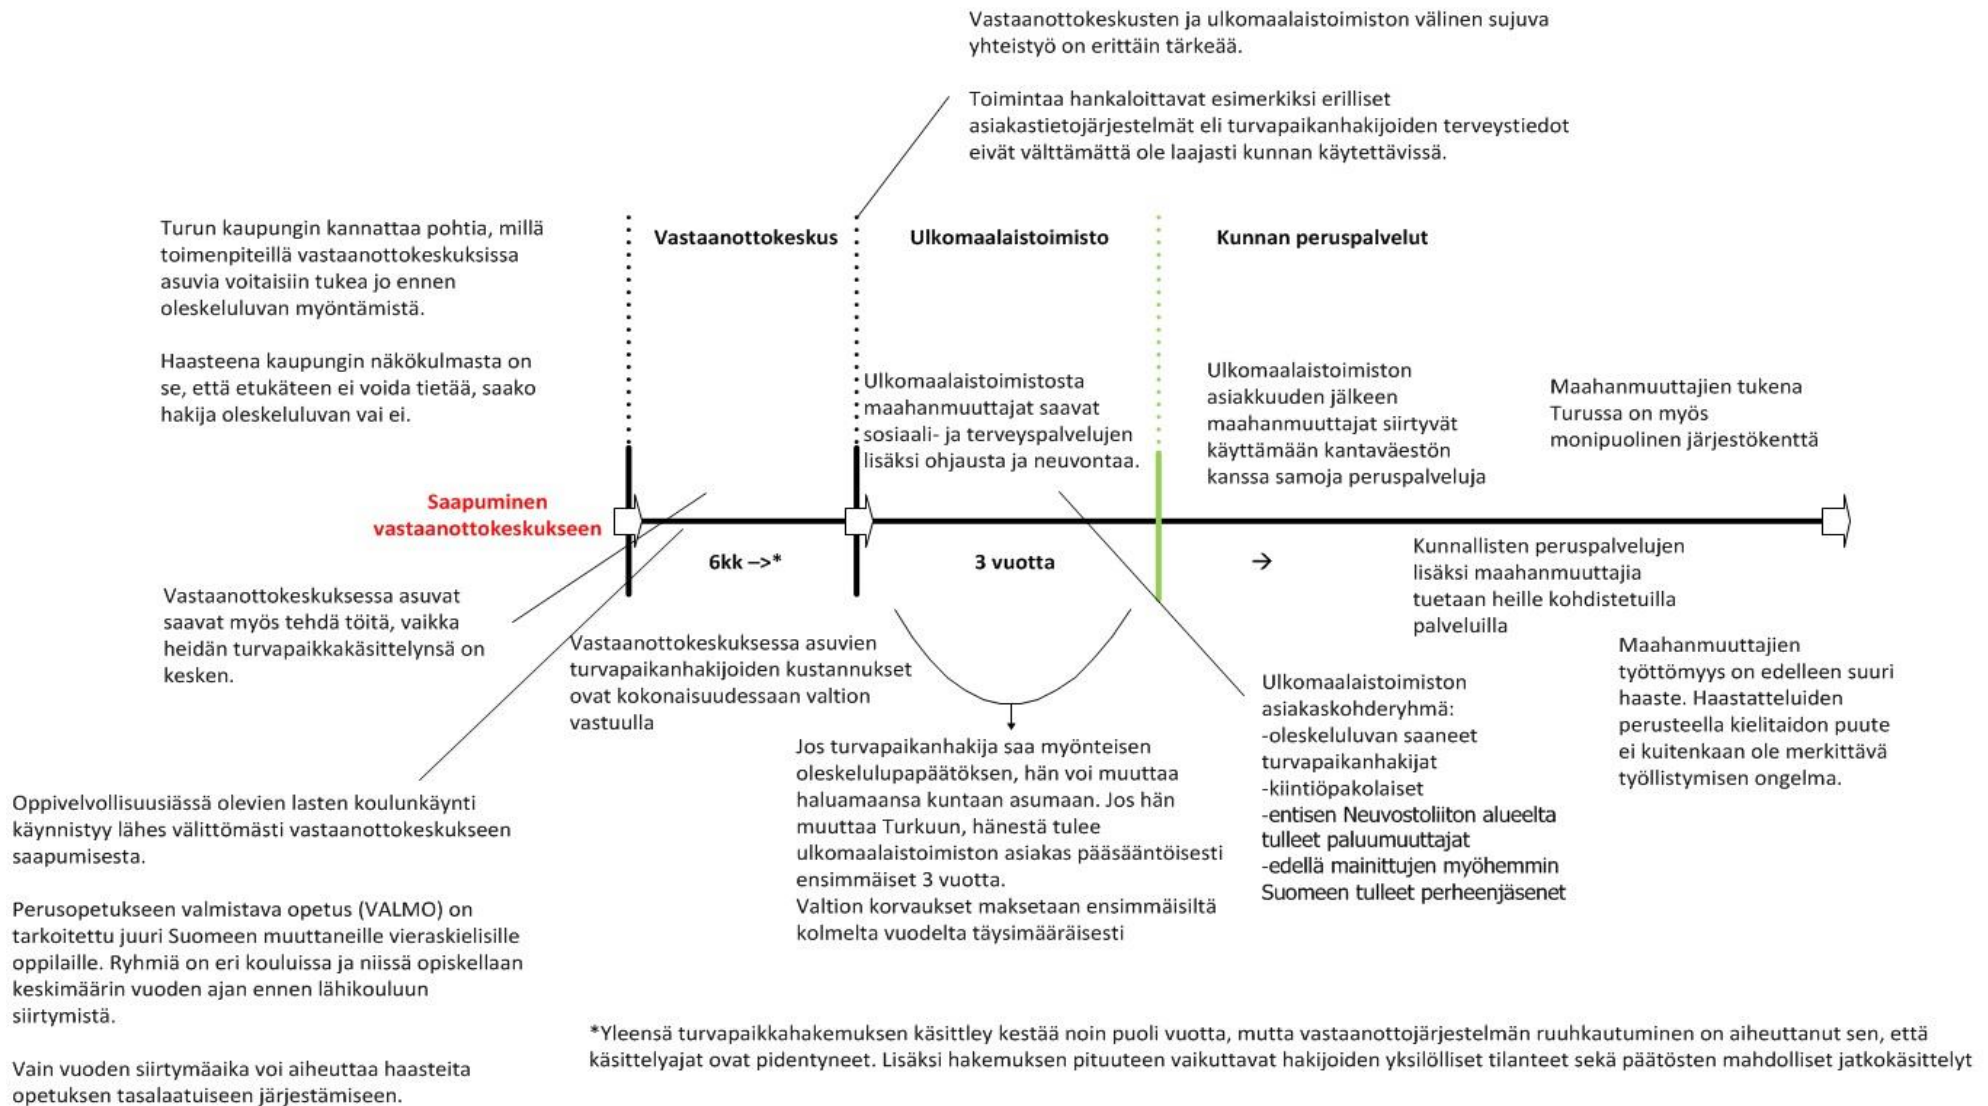 Vastaanottokeskusten ja ulkomaalaistoimiston välinen sujuva
yhteistyö on erittäin tärkeää.
Toimintaa hankaloittavat esimerkiksi erilliset
asiakastietojärjestelmät eli turvapaikanhakijoiden terveystiedot
eivät välttämättä ole laajasti kunnan käytettävissä.
Turun kaupungin kannattaa pohtia, millä
toimenpiteillä vastaanottokeskuksissa
asuvia voitaisiin tukea jo ennen
oleskeluluvan myöntämistä.
Haasteena kaupungin näkökulmasta on
se, että etukäteen ei voida tietää, saako
hakija oleskeluluvan vai ei.
Vastaanottokeskus
Ulkomaalaistoimisto
Kunnan peruspalvelut
Ulkomaalaistoimistosta
maahanmuuttajat saavat
sosiaali- ja terveyspalvelujen
lisäksi ohjausta ja neuvontaa.
Ulkomaalaistoimiston
asiakkuuden jälkeen
maahanmuuttajat siirtyvät
käyttämään kantaväestön
kanssa samoja peruspalveluja
Maahanmuuttajien tukena
Turussa on myös
monipuolinen järjestökenttä
Saapuminen
vastaanottokeskukseen
6kk –>*
3 vuotta
→
Kunnallisten peruspalvelujen
lisäksi maahanmuuttajia
tuetaan heille kohdistetuilla
palveluilla
Vastaanottokeskuksessa asuvat
saavat myös tehdä töitä, vaikka
heidän turvapaikkakäsittelynsä on
kesken.
Vastaanottokeskuksessa asuvien
turvapaikanhakijoiden kustannukset
ovat kokonaisuudessaan valtion
vastuulla
Maahanmuuttajien
työttömyys on edelleen suuri
haaste. Haastatteluiden
perusteella kielitaidon puute
ei kuitenkaan ole merkittävä
työllistymisen ongelma.
Ulkomaalaistoimiston
asiakaskohderyhmä:
-oleskeluluvan saaneet
turvapaikanhakijat
-kiintiöpakolaiset
-entisen Neuvostoliiton alueelta
tulleet paluumuuttajat
-edellä mainittujen myöhemmin
Suomeen tulleet perheenjäsenet
Jos turvapaikanhakija saa myönteisen
oleskelulupapäätöksen, hän voi muuttaa
haluamaansa kuntaan asumaan. Jos hän
muuttaa Turkuun, hänestä tulee
ulkomaalaistoimiston asiakas pääsääntöisesti
ensimmäiset 3 vuotta.
Valtion korvaukset maksetaan ensimmäisiltä
kolmelta vuodelta täysimääräisesti
Oppivelvollisuusiässä olevien lasten koulunkäynti
käynnistyy lähes välittömästi vastaanottokeskukseen
saapumisesta.
Perusopetukseen valmistava opetus (VALMO) on
tarkoitettu juuri Suomeen muuttaneille vieraskielisille
oppilaille. Ryhmiä on eri kouluissa ja niissä opiskellaan
keskimäärin vuoden ajan ennen lähikouluun
siirtymistä.
Vain vuoden siirtymäaika voi aiheuttaa haasteita
opetuksen tasalaatuiseen järjestämiseen.
*Yleensä turvapaikkahakemuksen käsittley kestää noin puoli vuotta, mutta vastaanottojärjestelmän ruuhkautuminen on aiheuttanut sen, että
käsittelyajat ovat pidentyneet. Lisäksi hakemuksen pituuteen vaikuttavat hakijoiden yksilölliset tilanteet sekä päätösten mahdolliset jatkokäsittelyt